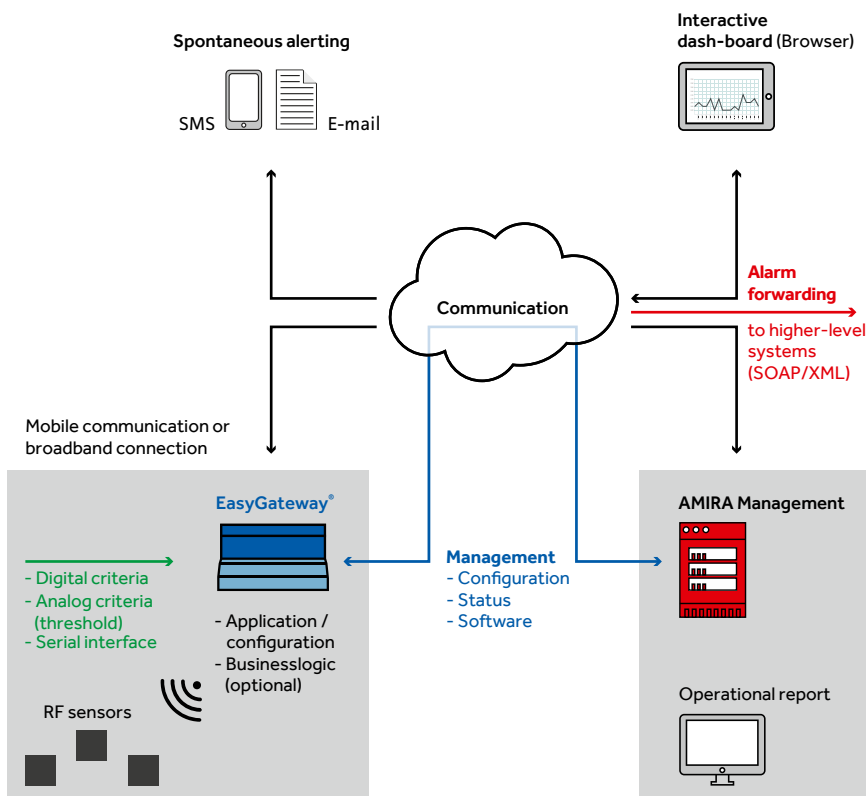 Spontaneous alerting
SMS
E-mail
Interactive
dash-board (Browser)
Communication
Alarm
forwarding
to higher-level
systems
(SOAP/XML)
Mobile communication or
broadband connection
EasyGateway®
- Digital criteria
- Analog criteria
(threshold)
- Serial interface
- Application /
configuration
- Businesslogic
(optional)
RF sensors
Management
- Configuration
- Status
- Software
AMIRA Management
Operational report